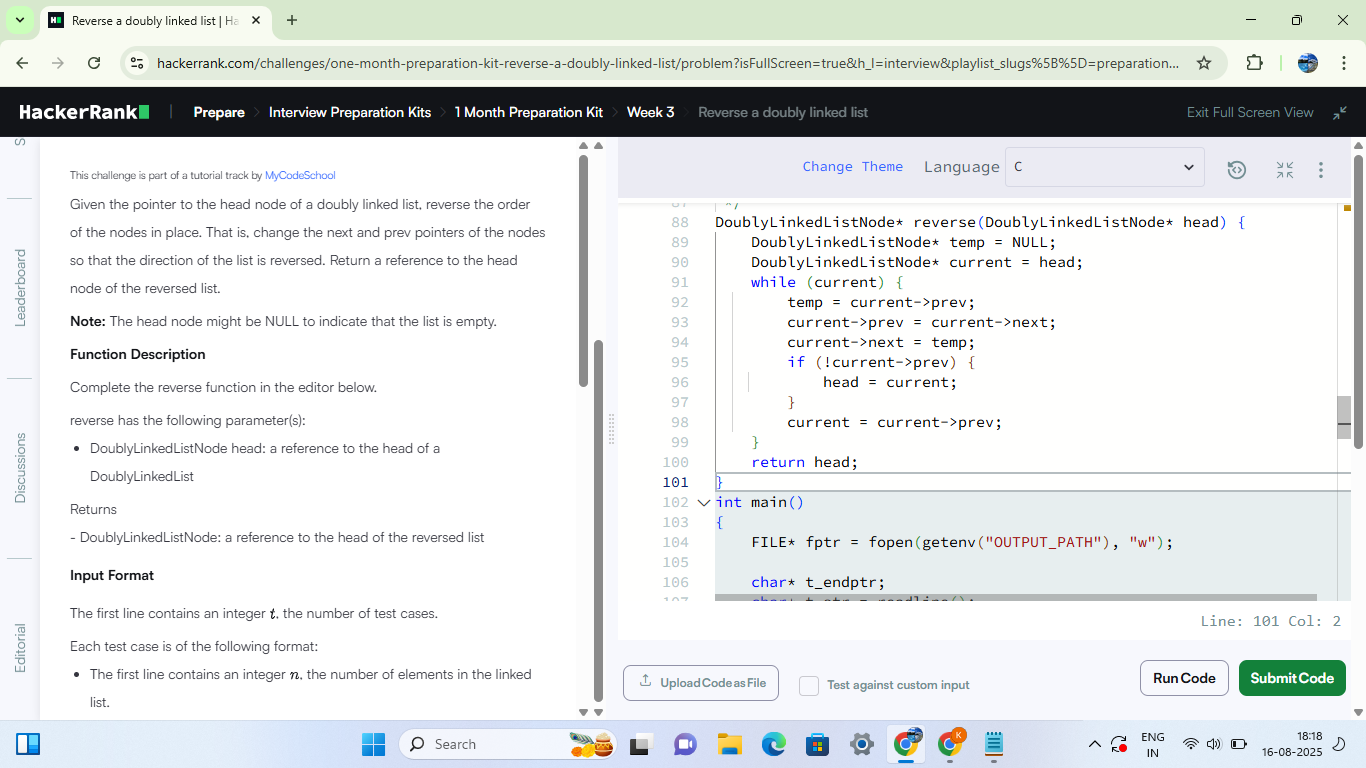 Reverse a doubly linked list | Ha
hackerrank.com/challenges/one-month-preparation-kit-reverse-a-doubly-linked-list/problem?isFullScreen=true&h_l=interview&playlist_slugs%5B%5D=preparation...
HackerRank
Prepare
Interview Preparation Kits
1 Month Preparation Kit
Week 3
Reverse a doubly linked list
Exit Full Screen View
Leaderboard
Discussions
Editorial
This challenge is part of a tutorial track by MyCodeSchool
Given the pointer to the head node of a doubly linked list, reverse the order
of the nodes in place. That is, change the next and prev pointers of the nodes
so that the direction of the list is reversed. Return a reference to the head
node of the reversed list.
Note: The head node might be NULL to indicate that the list is empty.
Function Description
Complete the reverse function in the editor below.
reverse has the following parameter(s):
• DoublyLinkedListNode head: a reference to the head of a
DoublyLinkedList
Returns
- DoublyLinkedListNode: a reference to the head of the reversed list
Input Format
The first line contains an integer t, the number of test cases.
Each test case is of the following format:
• The first line contains an integer n, the number of elements in the linked
list.
Change Theme
Language
C
87 */
88 DoublyLinkedListNode* reverse(DoublyLinkedListNode* head) {
89 DoublyLinkedListNode* temp = NULL;
90 DoublyLinkedListNode* current = head;
91 while (current) {
92 temp = current->prev;
93 current->prev = current->next;
94 current->next = temp;
95 if (!current->prev) {
96 head = current;
97 }
98 current = current->prev;
99 }
100 return head;
101 }
102 int main()
103 {
104 FILE* fptr = fopen(getenv("OUTPUT_PATH"), "w");
105
106 char* t_endptr;
Line: 101 Col: 2
Upload Code as File
Test against custom input
Run Code
Submit Code
Search
K
ENG
IN
18:18
16-08-2025